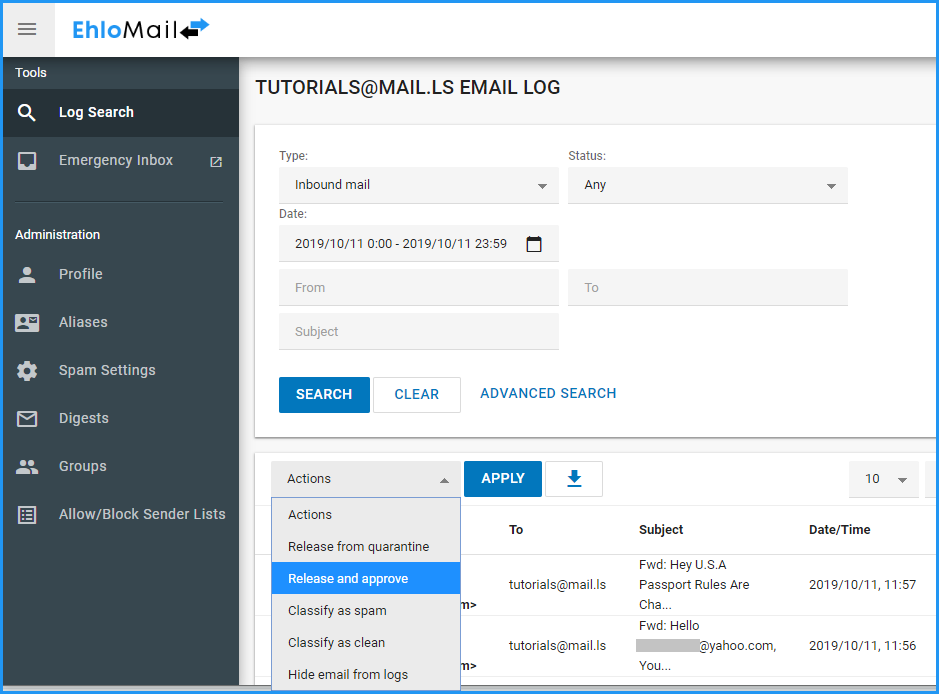 EhloMail
Tools
Log Search
Emergency Inbox
Administration
Profile
Aliases
Spam Settings
Digests
Groups
Allow/Block Sender Lists
TUTORIALS@MAIL.LS EMAIL LOG
Type:
Status:
Inbound mail
Any
Date:
2019/10/11 0:00 - 2019/10/11 23:59
From
To
Subject
SEARCH
CLEAR
ADVANCED SEARCH
Actions
APPLY
10
Actions
Release from quarantine
Release and approve
Classify as spam
Classify as clean
Hide email from logs
To
Subject
Date/Time
m>
tutorials@mail.ls
Fwd: Hey U.S.A
Passport Rules Are
Cha...
2019/10/11, 11:57
m>
tutorials@mail.ls
Fwd: Hello
@yahoo.com,
You...
2019/10/11, 11:56